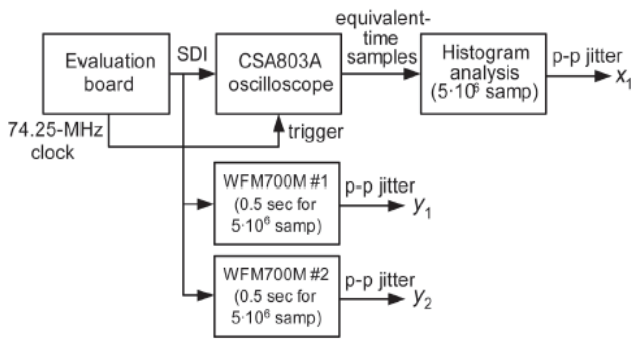 Evaluation
board
SDI
CSA803A
oscilloscope
equivalent-
time
samples
Histogram
analysis
(5·10⁶ samp)
p-p jitter
x₁
74.25-MHz
clock
trigger
WFM700M #1
(0.5 sec for
5·10⁶ samp)
p-p jitter
y₁
WFM700M #2
(0.5 sec for
5·10⁶ samp)
p-p jitter
y₂